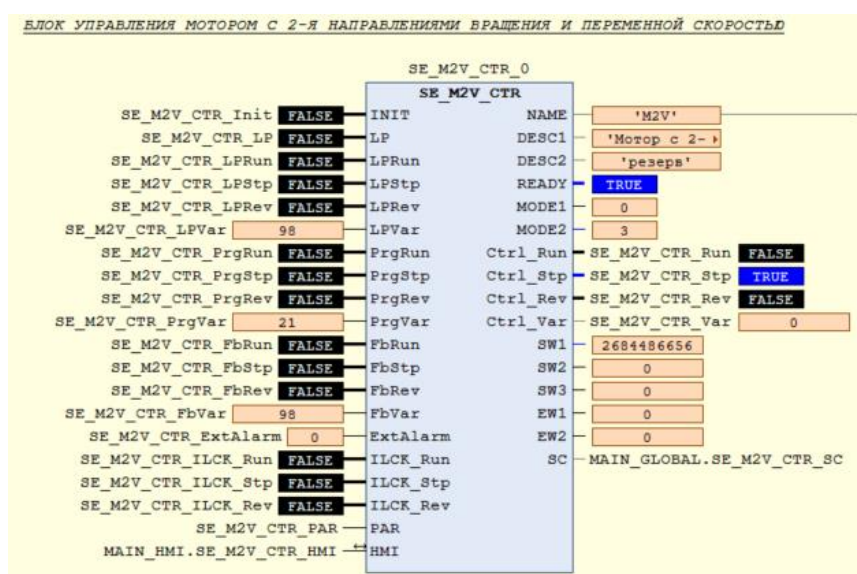 БЛОК УПРАВЛЕНИЯ МОТОРОМ С 2-Я НАПРАВЛЕНИЯМИ ВРАЩЕНИЯ И ПЕРЕМЕННОЙ СКОРОСТЬЮ
SE_M2V_CTR_0
SE_M2V_CTR
SE_M2V_CTR_Init FALSE INIT NAME 'M2V'
SE_M2V_CTR_LP FALSE LP DESC1 'Мотор с 2-
SE_M2V_CTR_LPRun FALSE LPRun DESC2 'резерв'
SE_M2V_CTR_LPStp FALSE LPStp READY TRUE
SE_M2V_CTR_LPRev FALSE LPRev MODE1 0
SE_M2V_CTR_LPVar 98 LPVar MODE2 3
SE_M2V_CTR_PrgRun FALSE PrgRun Ctrl_Run SE_M2V_CTR_Run FALSE
SE_M2V_CTR_PrgStp FALSE PrgStp Ctrl_Stp SE_M2V_CTR_Stp TRUE
SE_M2V_CTR_PrgRev FALSE PrgRev Ctrl_Rev SE_M2V_CTR_Rev FALSE
SE_M2V_CTR_PrgVar 21 PrgVar Ctrl_Var SE_M2V_CTR_Var 0
SE_M2V_CTR_FbRun FALSE FbRun SW1 2684486656
SE_M2V_CTR_FbStp FALSE FbStp SW2 0
SE_M2V_CTR_FbRev FALSE FbRev SW3 0
SE_M2V_CTR_FbVar 98 FbVar EW1 0
SE_M2V_CTR_ExtAlarm 0 ExtAlarm EW2 0
SE_M2V_CTR_ILCK_Run FALSE ILCK_Run SC MAIN_GLOBAL.SE_M2V_CTR_SC
SE_M2V_CTR_ILCK_Stp FALSE ILCK_Stp
SE_M2V_CTR_ILCK_Rev FALSE ILCK_Rev
SE_M2V_CTR_PAR PAR
MAIN_HMI.SE_M2V_CTR_HMI HMI